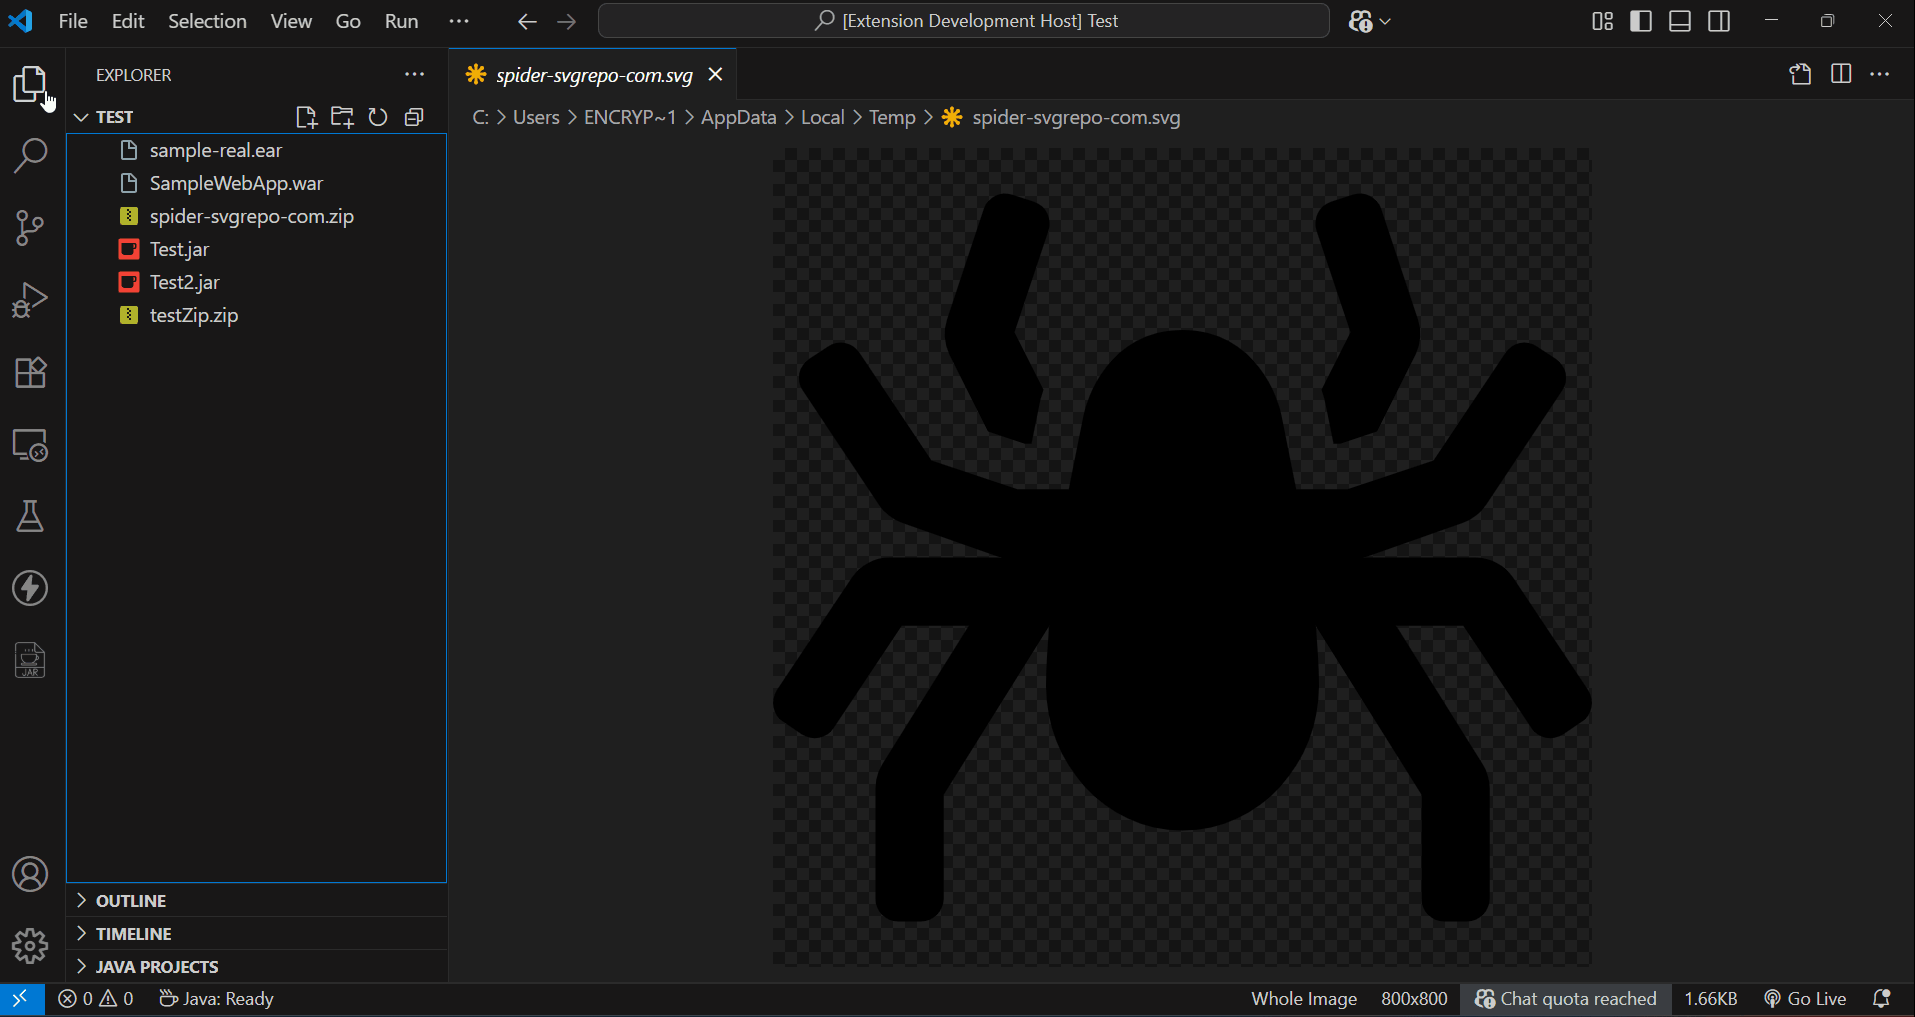 File Edit Selection View Go Run ··· [Extension Development Host] Test
EXPLORER ···
TEST
sample-real.ear
SampleWebApp.war
spider-svgrepo-com.zip
Test.jar
Test2.jar
testZip.zip
OUTLINE
TIMELINE
JAVA PROJECTS
JAR
spider-svgrepo-com.svg
C: > Users > ENCRYP~1 > AppData > Local > Temp > spider-svgrepo-com.svg
0 0 Java: Ready Whole Image 800x800 Chat quota reached 1.66KB Go Live